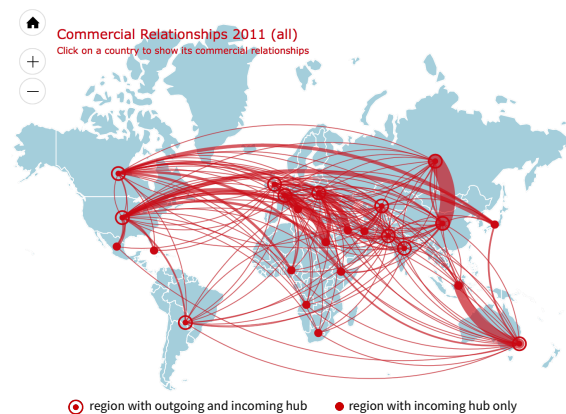 Commercial Relationships 2011 (all)
Click on a country to show its commercial relationships
+
−
region with outgoing and incoming hub
region with incoming hub only